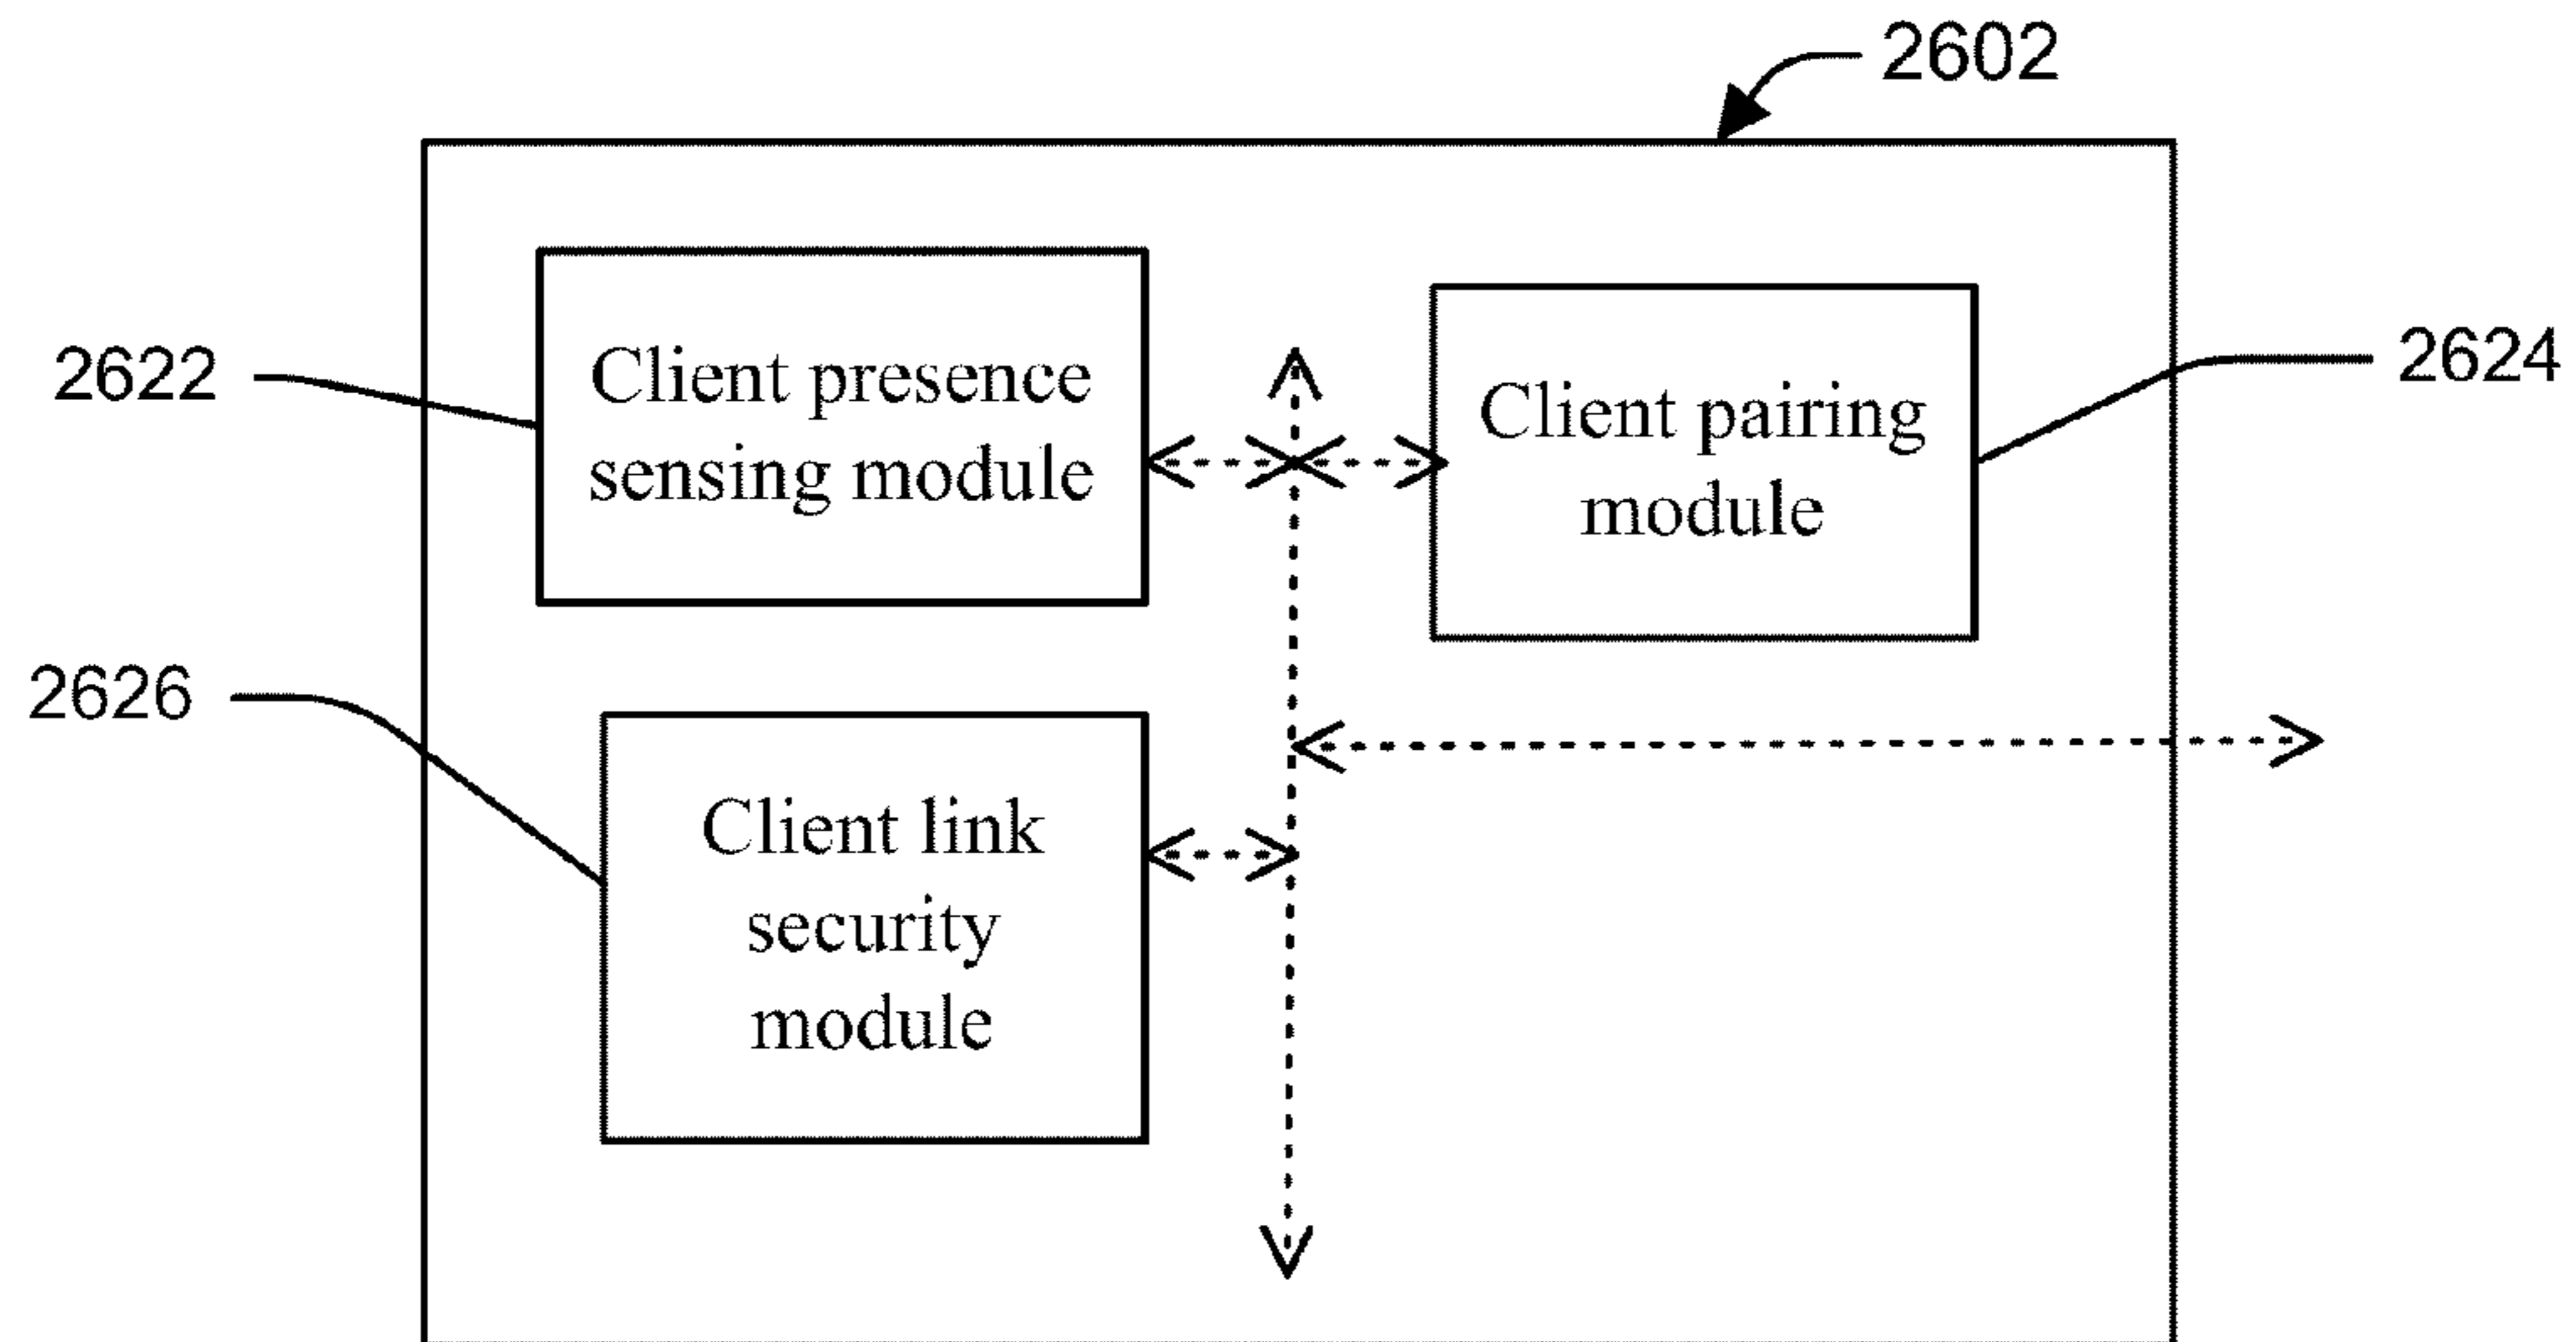 2602
Client presence
sensing module
2622
Client pairing
module
2624
2626
Client link
security
module